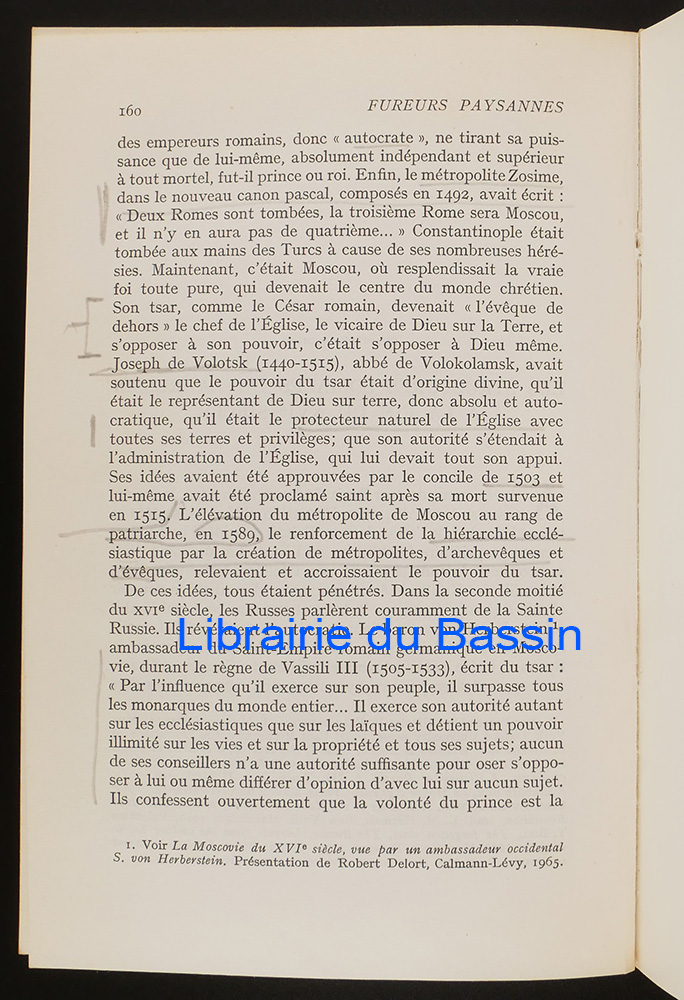 160
FUREURS PAYSANNES
des empereurs romains, donc « autocrate », ne tirant sa puis-
sance que de lui-même, absolument indépendant et supérieur
à tout mortel, fut-il prince ou roi. Enfin, le métropolite Zosime,
dans le nouveau canon pascal, composés en 1492, avait écrit :
« Deux Romes sont tombées, la troisième Rome sera Moscou,
et il n'y en aura pas de quatrième... » Constantinople était
tombée aux mains des Turcs à cause de ses nombreuses héré-
sies. Maintenant, c'était Moscou, où resplendissait la vraie
foi toute pure, qui devenait le centre du monde chrétien.
Son tsar, comme le César romain, devenait « l'évêque de
dehors » le chef de l'Église, le vicaire de Dieu sur la Terre, et
s'opposer à son pouvoir, c'était s'opposer à Dieu même.
Joseph de Volotsk (1440-1515), abbé de Volokolamsk, avait
soutenu que le pouvoir du tsar était d'origine divine, qu'il
était le représentant de Dieu sur terre, donc absolu et auto-
cratique, qu'il était le protecteur naturel de l'Église avec
toutes ses terres et privilèges; que son autorité s'étendait à
l'administration de l'Église, qui lui devait tout son appui.
Ses idées avaient été approuvées par le concile de 1503 et
lui-même avait été proclamé saint après sa mort survenue
en 1515. L'élévation du métropolite de Moscou au rang de
patriarche, en 1589, le renforcement de la hiérarchie ecclé-
siastique par la création de métropolites, d'archevêques et
d'évêques, relevaient et accroissaient le pouvoir du tsar.
De ces idées, tous étaient pénétrés. Dans la seconde moitié
du XVIe siècle, les Russes parlèrent couramment de la Sainte
Russie. Ils révéraient l'autocratie. Le baron von Herberstein,
ambassadeur du Saint-Empire romain germanique en Mosco-
vie, durant le règne de Vassili III (1505-1533), écrit du tsar :
« Par l'influence qu'il exerce sur son peuple, il surpasse tous
les monarques du monde entier... Il exerce son autorité autant
sur les ecclésiastiques que sur les laïques et détient un pouvoir
illimité sur les vies et sur la propriété et tous ses sujets; aucun
de ses conseillers n'a une autorité suffisante pour oser s'oppo-
ser à lui ou même différer d'opinion d'avec lui sur aucun sujet.
Ils confessent ouvertement que la volonté du prince est la
1. Voir La Moscovie du XVIe siècle, vue par un ambassadeur occidental
S. von Herberstein. Présentation de Robert Delort, Calmann-Lévy, 1965.
Librairie du Bassin